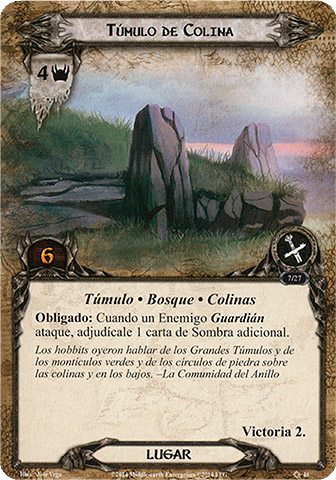 Túmulo de Colina
4
6
7/27
Túmulo • Bosque • Colinas
Obligado: Cuando un Enemigo Guardián
ataque, adjudícale 1 carta de Sombra adicional.
Los hobbits oyeron hablar de los Grandes Túmulos y de
los montículos verdes y de los círculos de piedra sobre
las colinas y en los bajos. –La Comunidad del Anillo
Victoria 2.
LUGAR